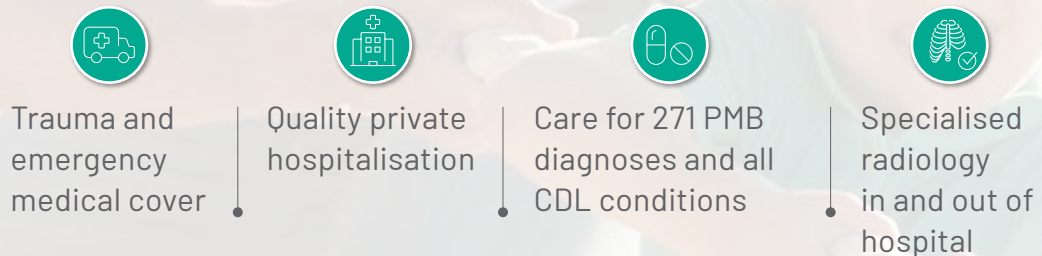 Trauma and
emergency
medical cover
Quality private
hospitalisation
Care for 271 PMB
diagnoses and all
CDL conditions
Specialised
radiology
in and out of
hospital